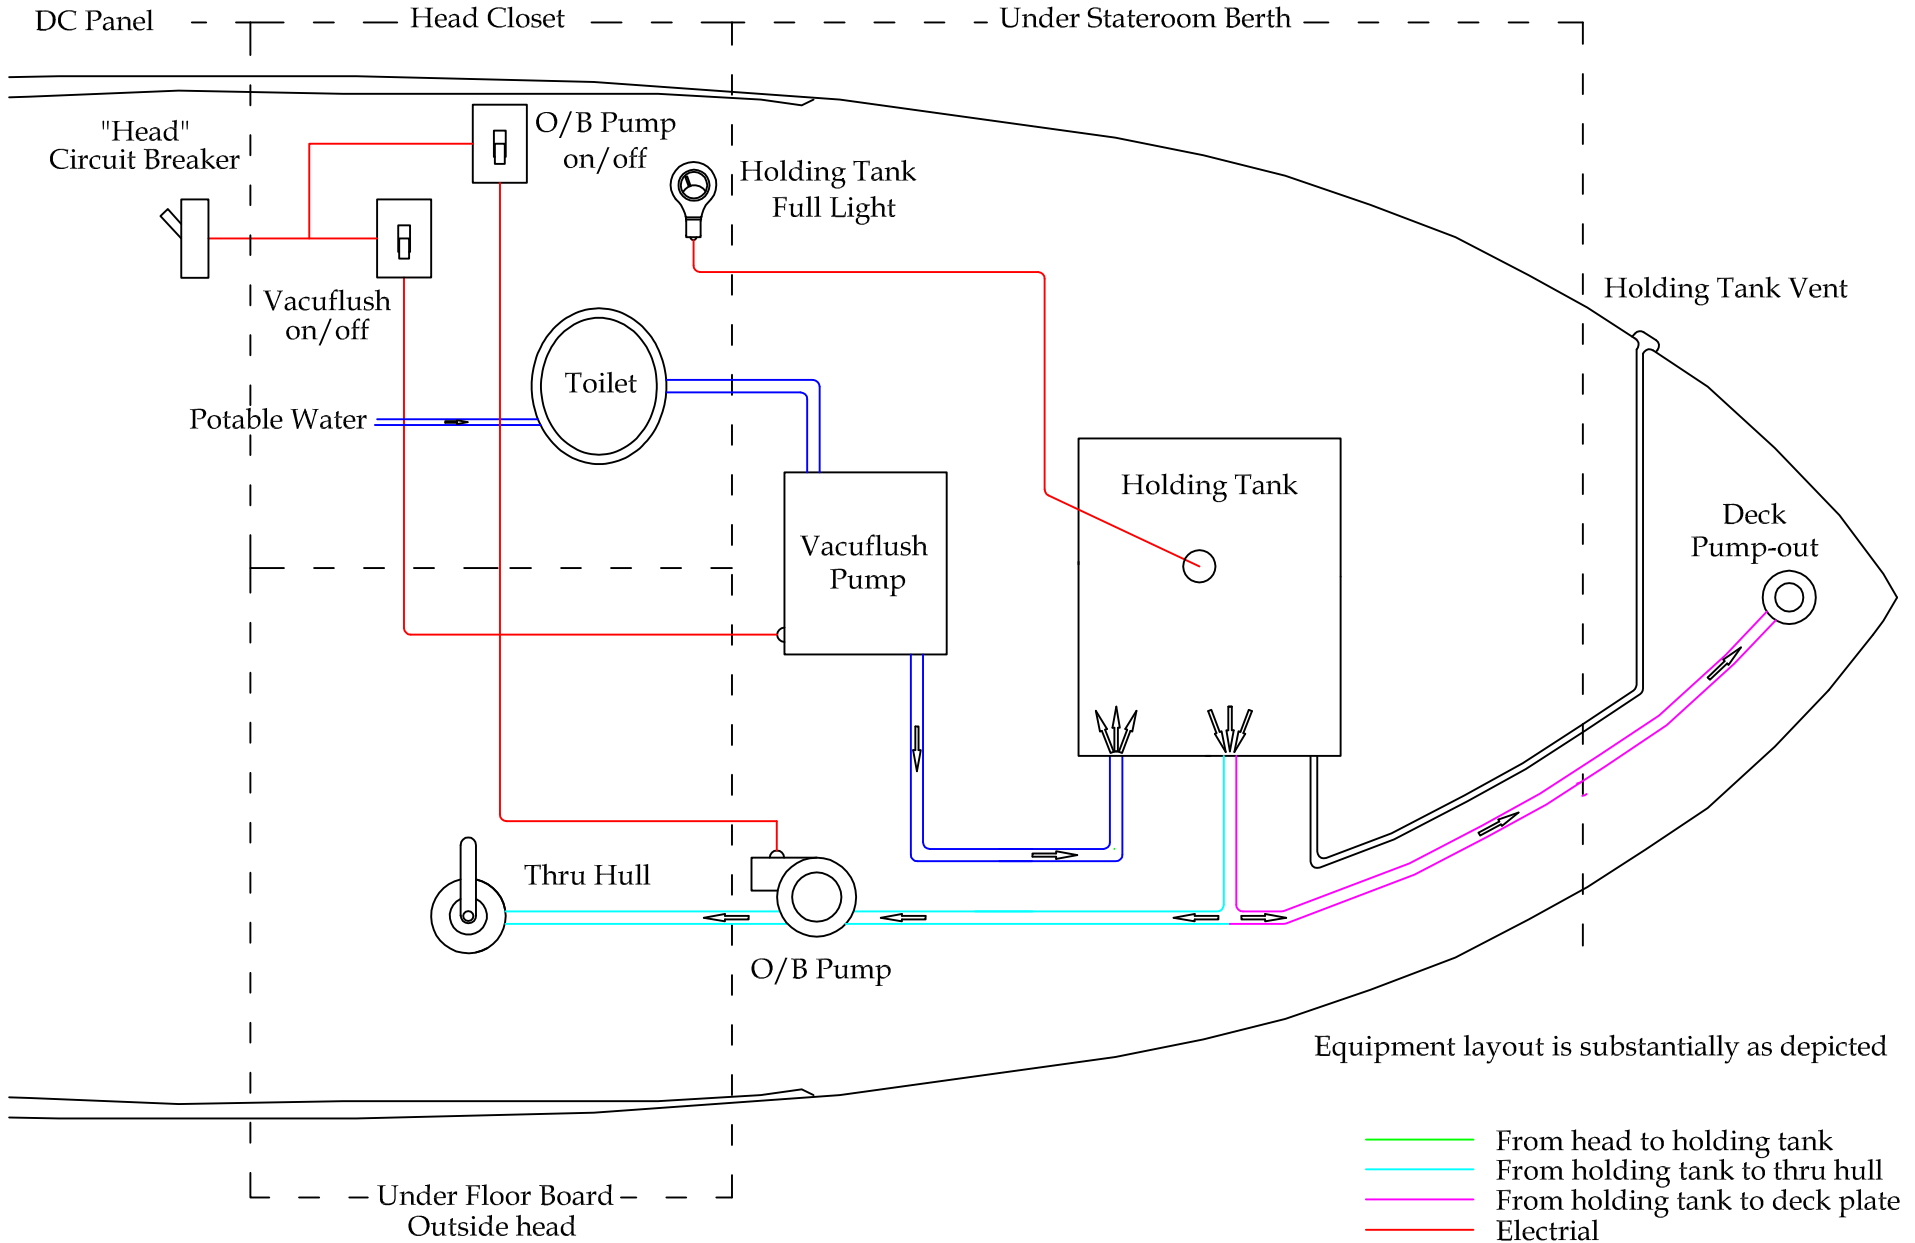 DC Panel
Head Closet
Under Stateroom Berth
"Head"
Circuit Breaker
O/B Pump
on/off
Holding Tank
Full Light
Vacuflush
on/off
Holding Tank Vent
Toilet
Potable Water
Holding Tank
Vacuflush
Pump
Deck
Pump-out
Thru Hull
O/B Pump
Equipment layout is substantially as depicted
From head to holding tank
From holding tank to thru hull
From holding tank to deck plate
Electrial
Under Floor Board
Outside head